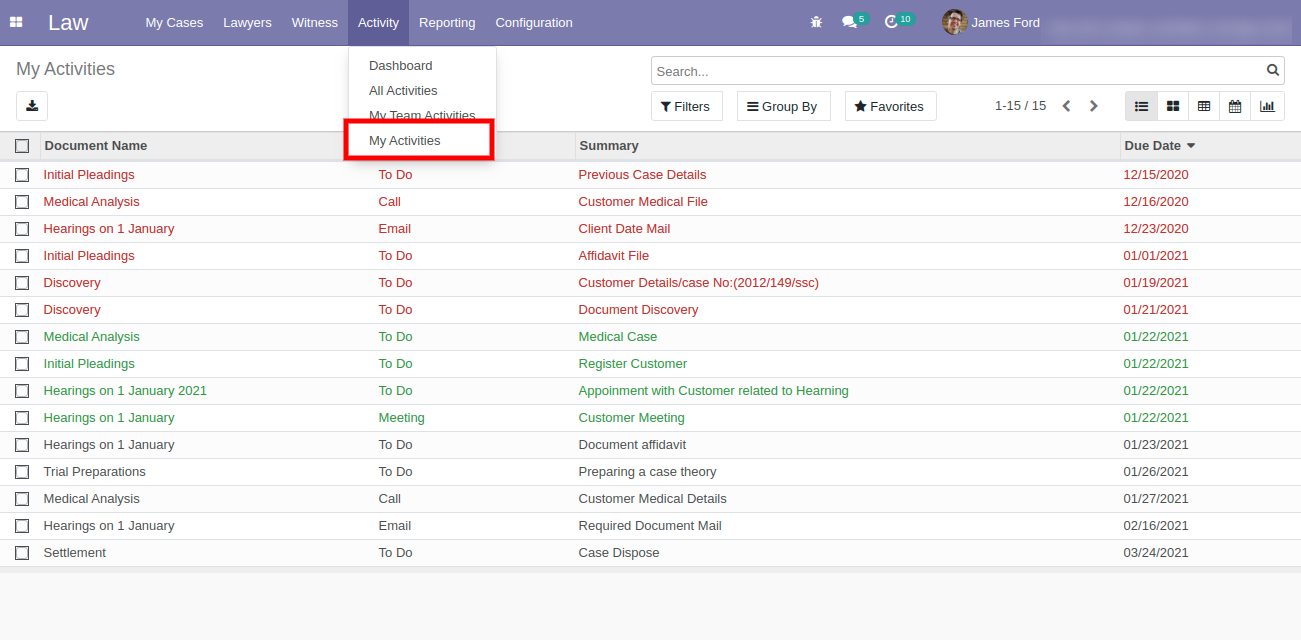 Law My Cases Lawyers Witness Activity Reporting Configuration 5 10 James Ford
My Activities
Dashboard
All Activities
My Team Activities
My Activities
Search...
Filters Group By Favorites 1-15 / 15
Document Name Summary Due Date
Initial Pleadings To Do Previous Case Details 12/15/2020
Medical Analysis Call Customer Medical File 12/16/2020
Hearings on 1 January Email Client Date Mail 12/23/2020
Initial Pleadings To Do Affidavit File 01/01/2021
Discovery To Do Customer Details/case No:(2012/149/ssc) 01/19/2021
Discovery To Do Document Discovery 01/21/2021
Medical Analysis To Do Medical Case 01/22/2021
Initial Pleadings To Do Register Customer 01/22/2021
Hearings on 1 January 2021 To Do Appoinment with Customer related to Hearning 01/22/2021
Hearings on 1 January Meeting Customer Meeting 01/22/2021
Hearings on 1 January To Do Document affidavit 01/23/2021
Trial Preparations To Do Preparing a case theory 01/26/2021
Medical Analysis Call Customer Medical Details 01/27/2021
Hearings on 1 January Email Required Document Mail 02/16/2021
Settlement To Do Case Dispose 03/24/2021